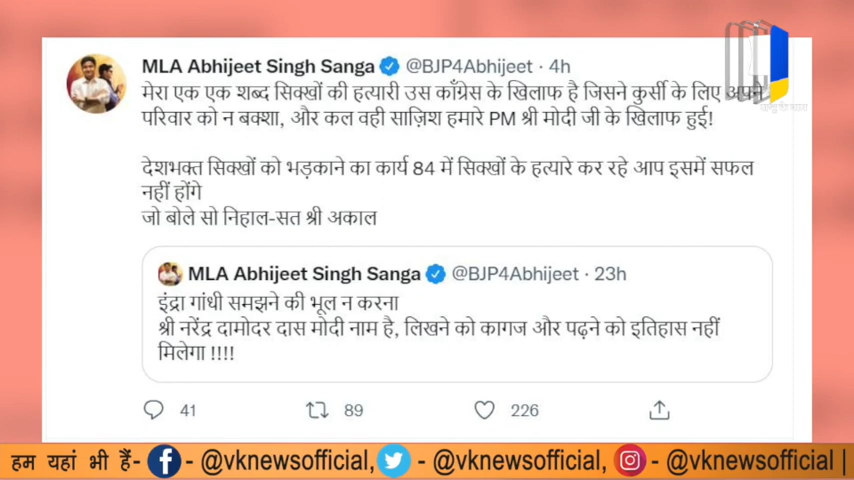 MLA Abhijeet Singh Sanga @BJP4Abhijeet · 4h
मेरा एक एक शब्द सिक्खों की हत्यारी उस काँग्रेस के खिलाफ है जिसने कुर्सी के लिए अपने
परिवार को न बक्शा, और कल वही साज़िश हमारे PM श्री मोदी जी के खिलाफ हुई!
देशभक्त सिक्खों को भड़काने का कार्य 84 में सिक्खों के हत्यारे कर रहे आप इसमें सफल
नहीं होंगे
जो बोले सो निहाल-सत श्री अकाल
MLA Abhijeet Singh Sanga @BJP4Abhijeet · 23h
इंद्रा गांधी समझने की भूल न करना
श्री नरेंद्र दामोदर दास मोदी नाम है, लिखने को कागज और पढ़ने को इतिहास नहीं
मिलेगा !!!!
41 89 226
हम यहां भी हैं- - @vknewsofficial, - @vknewsofficial, - @vknewsofficial |